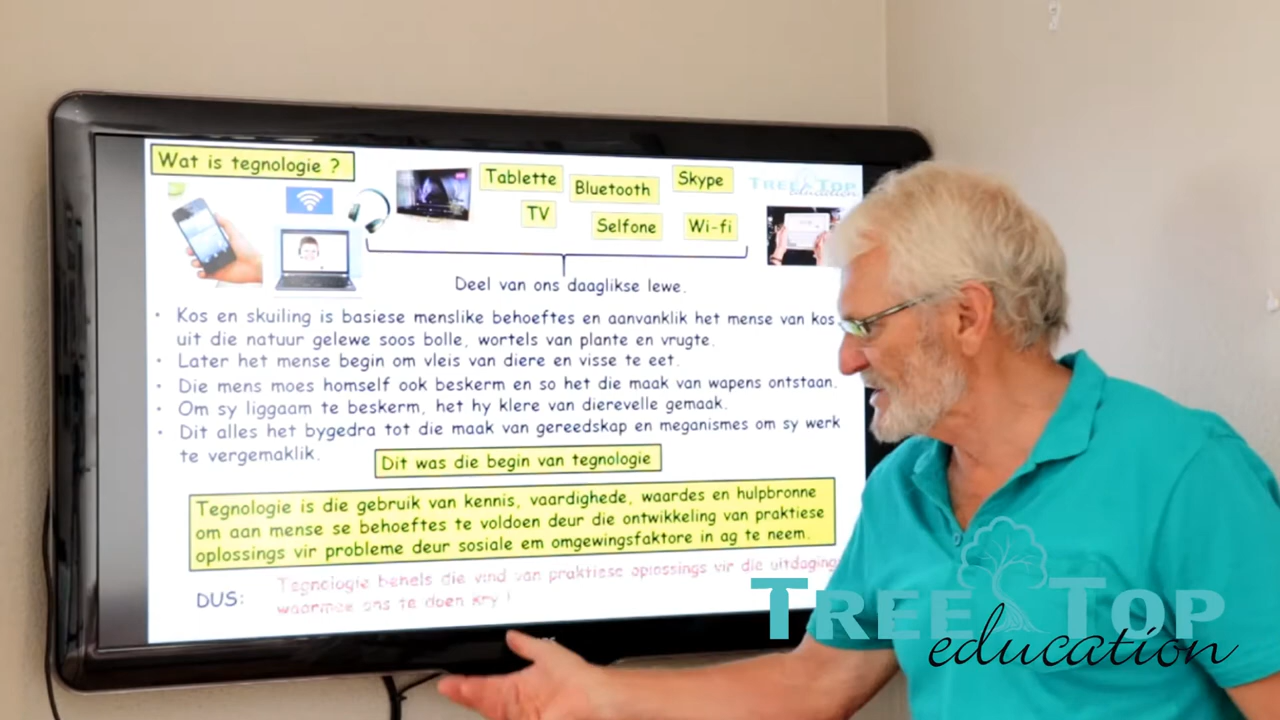 Wat is tegnologie ?
Tablette
Bluetooth
Skype
TV
Selfone
Wi-fi
TREE TOP
education
Deel van ons daaglikse lewe.
• Kos en skuiling is basiese menslike behoeftes en aanvanklik het mense van kos
uit die natuur gelewe soos bolle, wortels van plante en vrugte.
• Later het mense begin om vleis van diere en visse te eet.
• Die mens moes homself ook beskerm en so het die maak van wapens ontstaan.
• Om sy liggaam te beskerm, het hy klere van dierevelle gemaak.
• Dit alles het bygedra tot die maak van gereedskap en meganismes om sy werk
te vergemaklik.
Dit was die begin van tegnologie
Tegnologie is die gebruik van kennis, vaardighede, waardes en hulpbronne
om aan mense se behoeftes te voldoen deur die ontwikkeling van praktiese
oplossings vir probleme deur sosiale em omgewingsfaktore in ag te neem.
DUS: Tegnologie behels die vind van praktiese oplossings vir die uitdaging
waarmee ons te doen kry !
TREE TOP
education